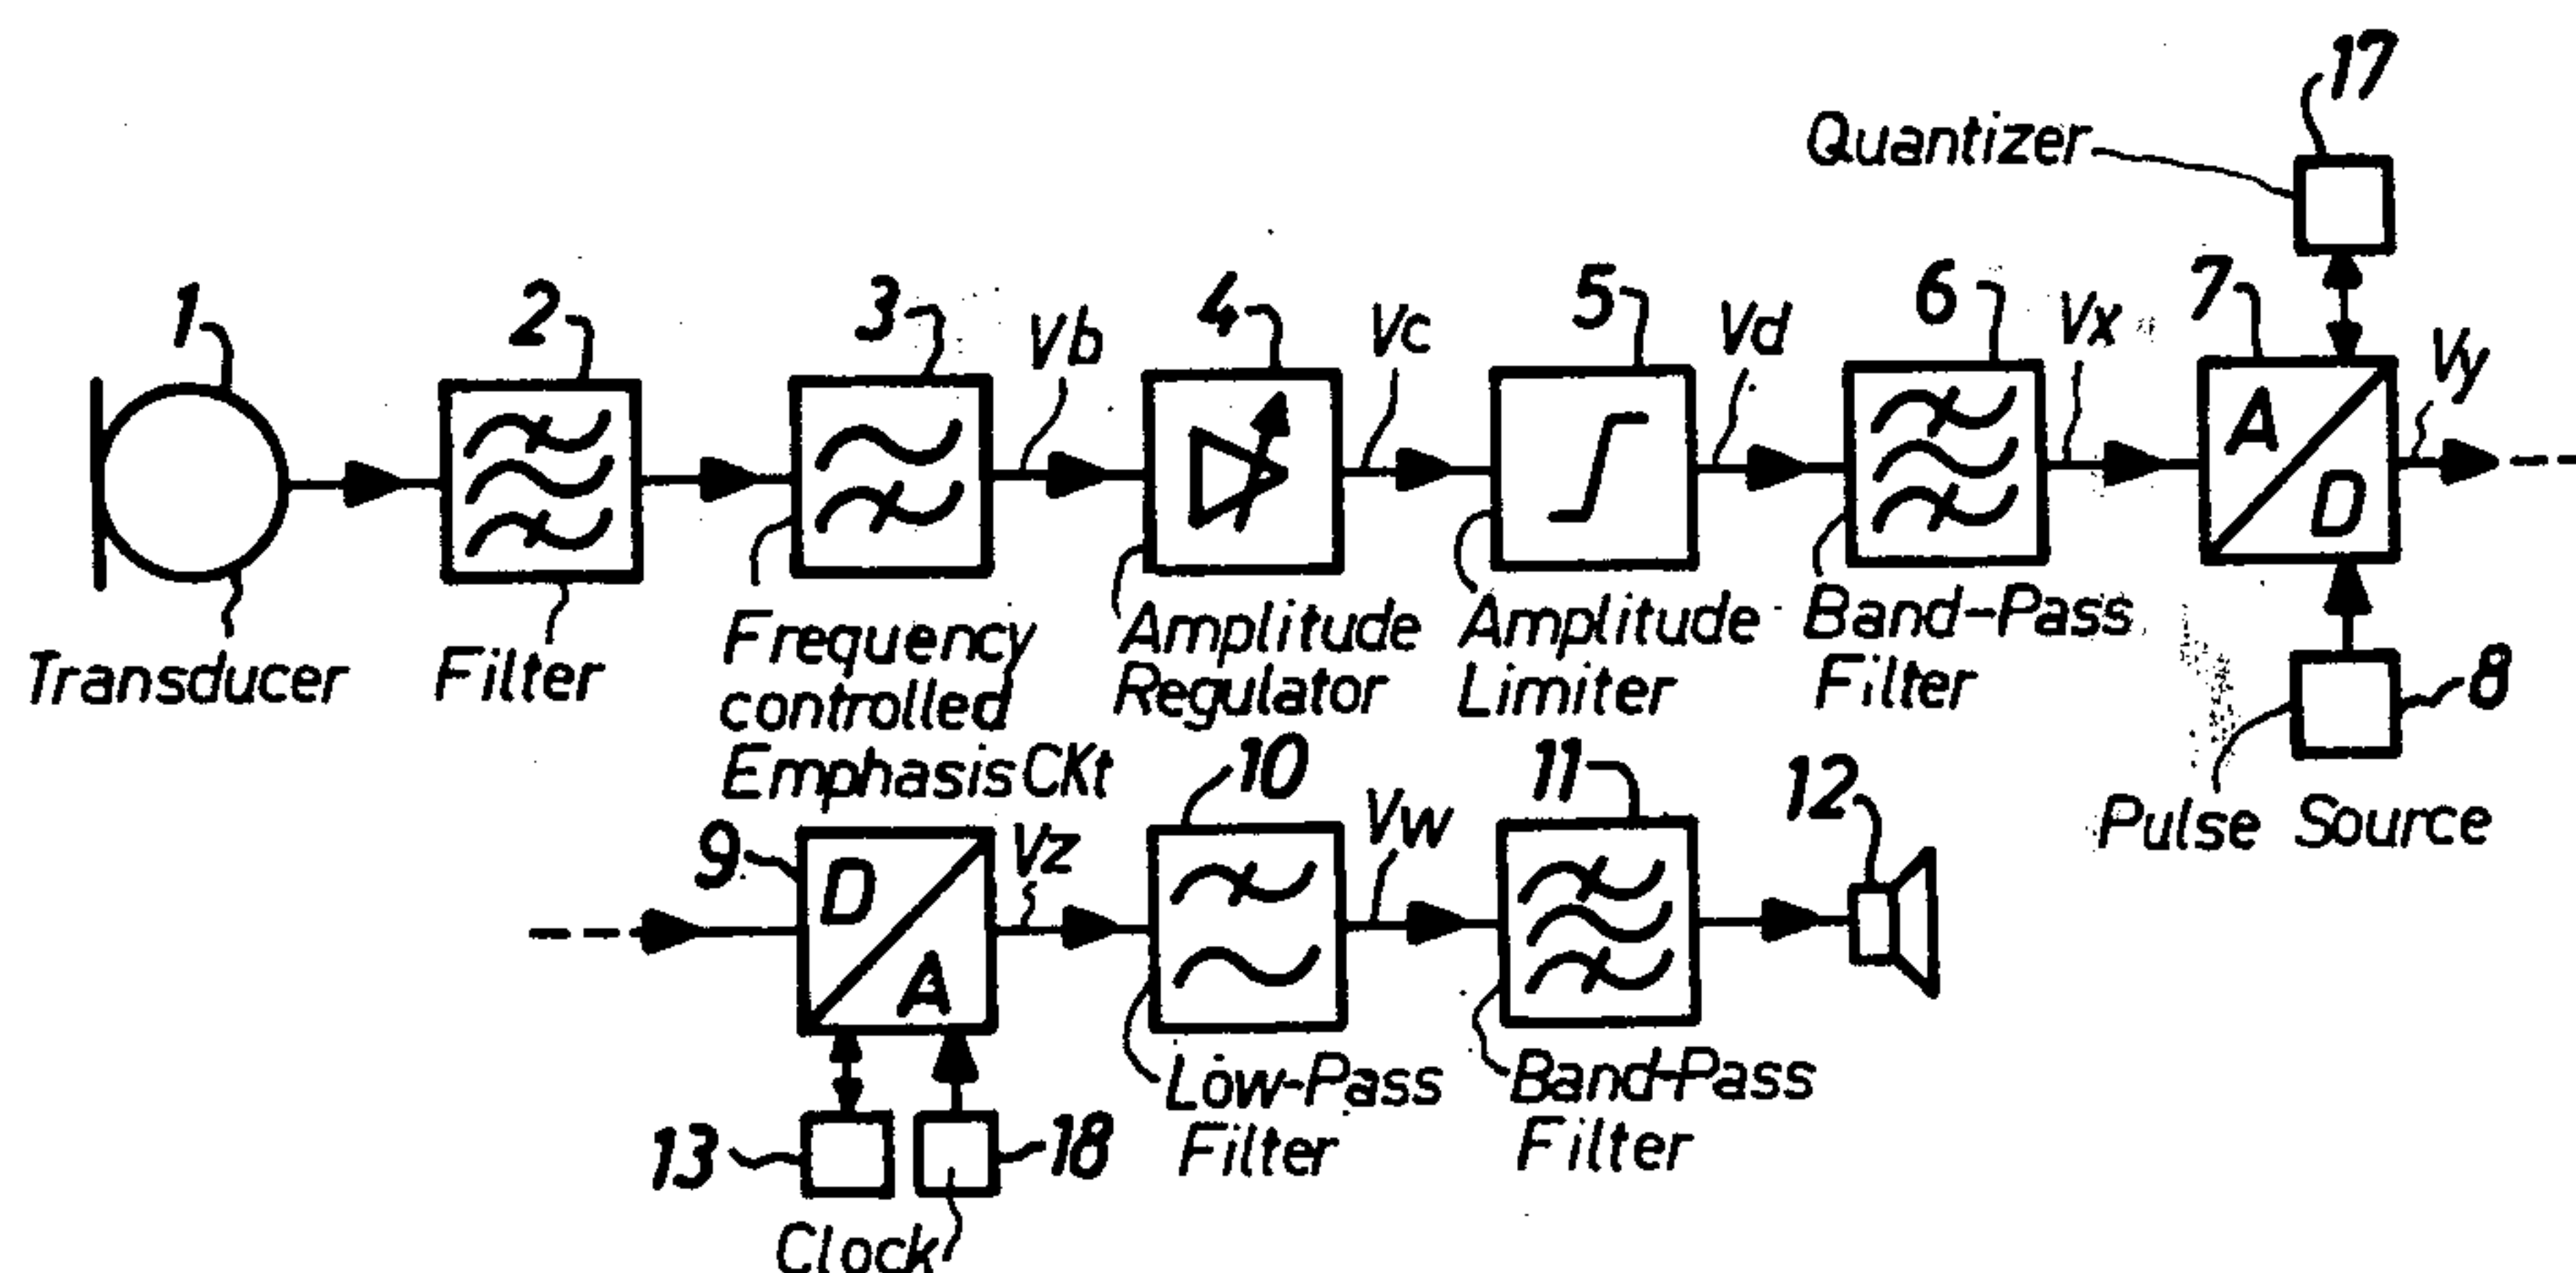 17
Quantizer
1
2
3
Vb
4
Vc
5
Vd
6
Vx
7
Vy
A
D
Transducer
Filter
Frequency
controlled
Emphasis CKt
Amplitude
Regulator
Amplitude
Limiter
Band-Pass
Filter
8
Pulse Source
9
D
A
Vz
10
Vw
11
12
Low-Pass
Filter
Band-Pass
Filter
13
18
Clock